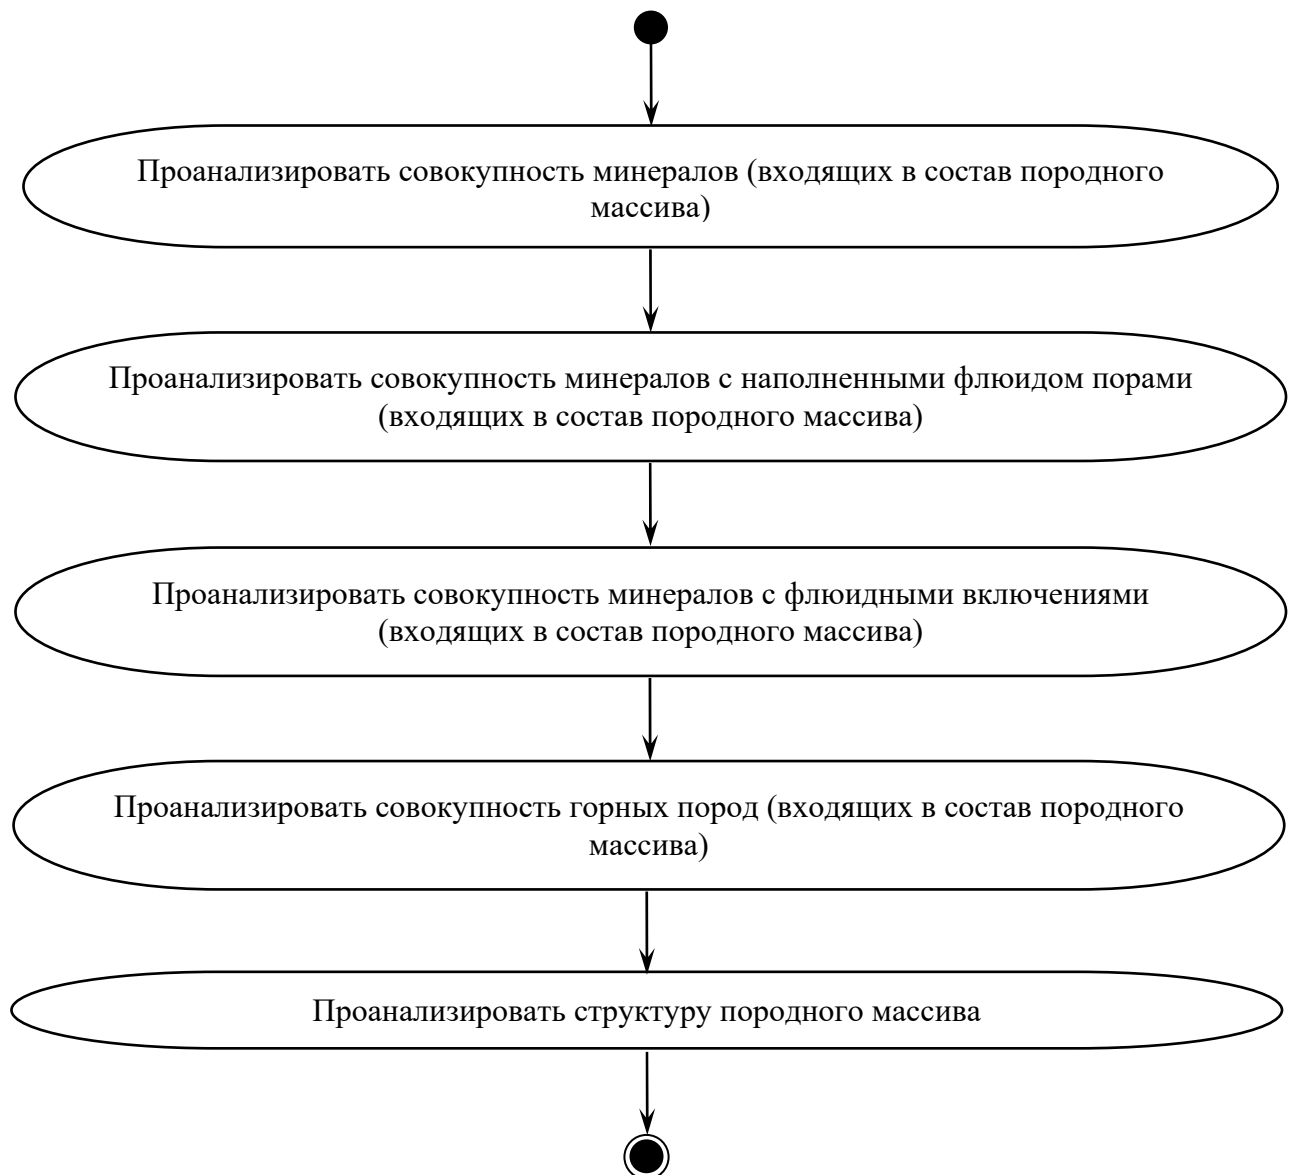 Проанализировать совокупность минералов (входящих в состав породного
массива)
Проанализировать совокупность минералов с наполненными флюидом порами
(входящих в состав породного массива)
Проанализировать совокупность минералов с флюидными включениями
(входящих в состав породного массива)
Проанализировать совокупность горных пород (входящих в состав породного
массива)
Проанализировать структуру породного массива